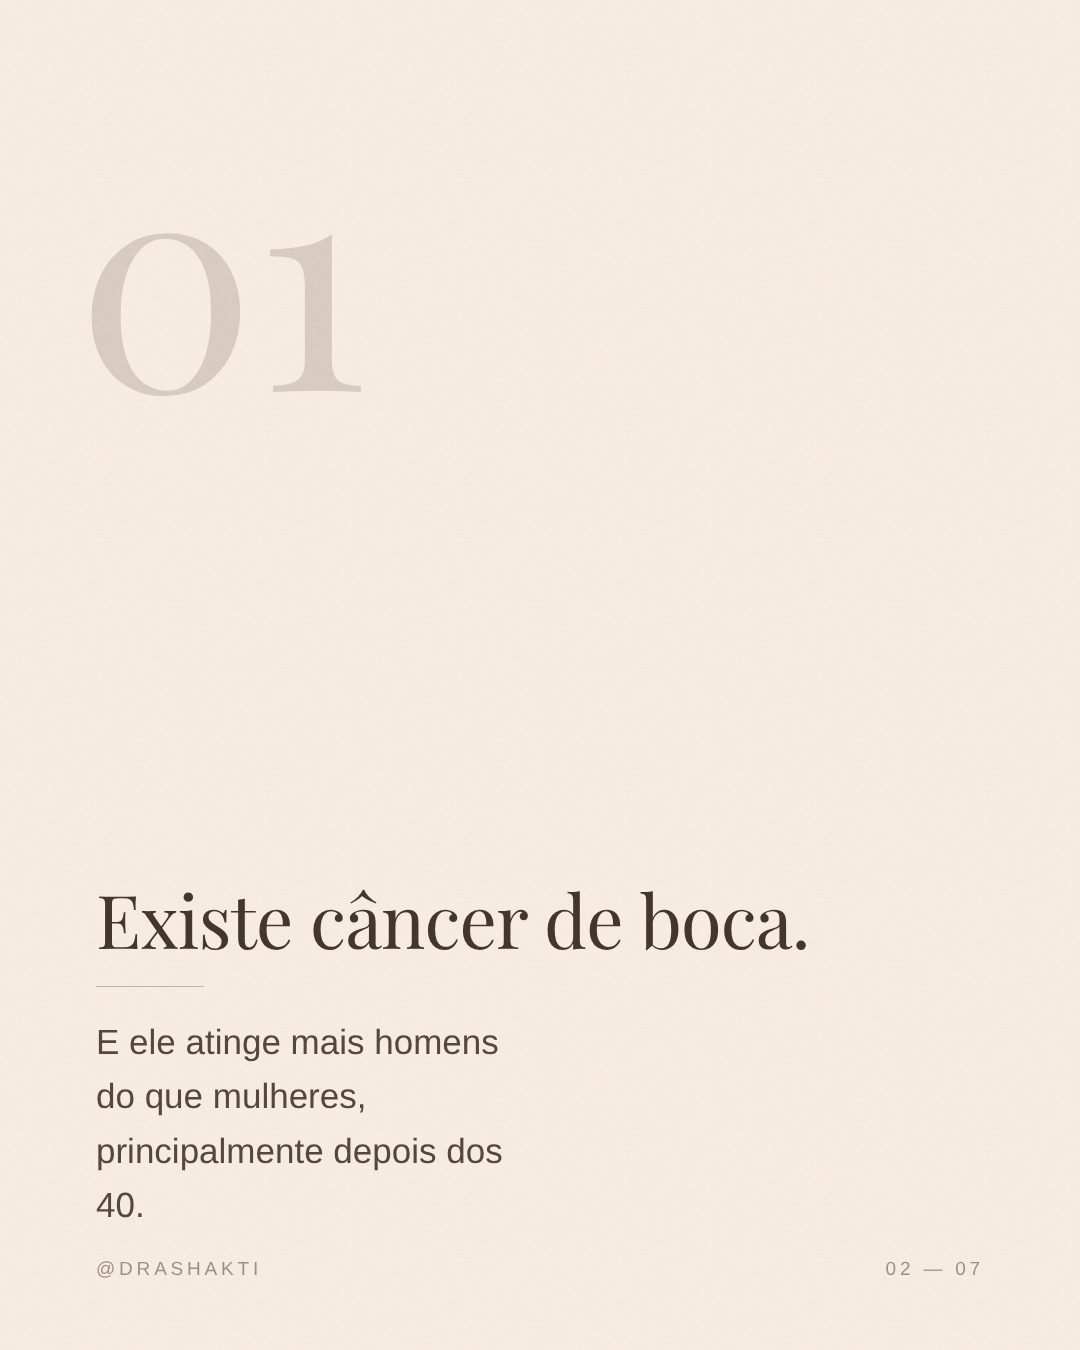 01
Existe câncer de boca.
E ele atinge mais homens
do que mulheres,
principalmente depois dos
40.
@DRASHAKTI
02 — 07